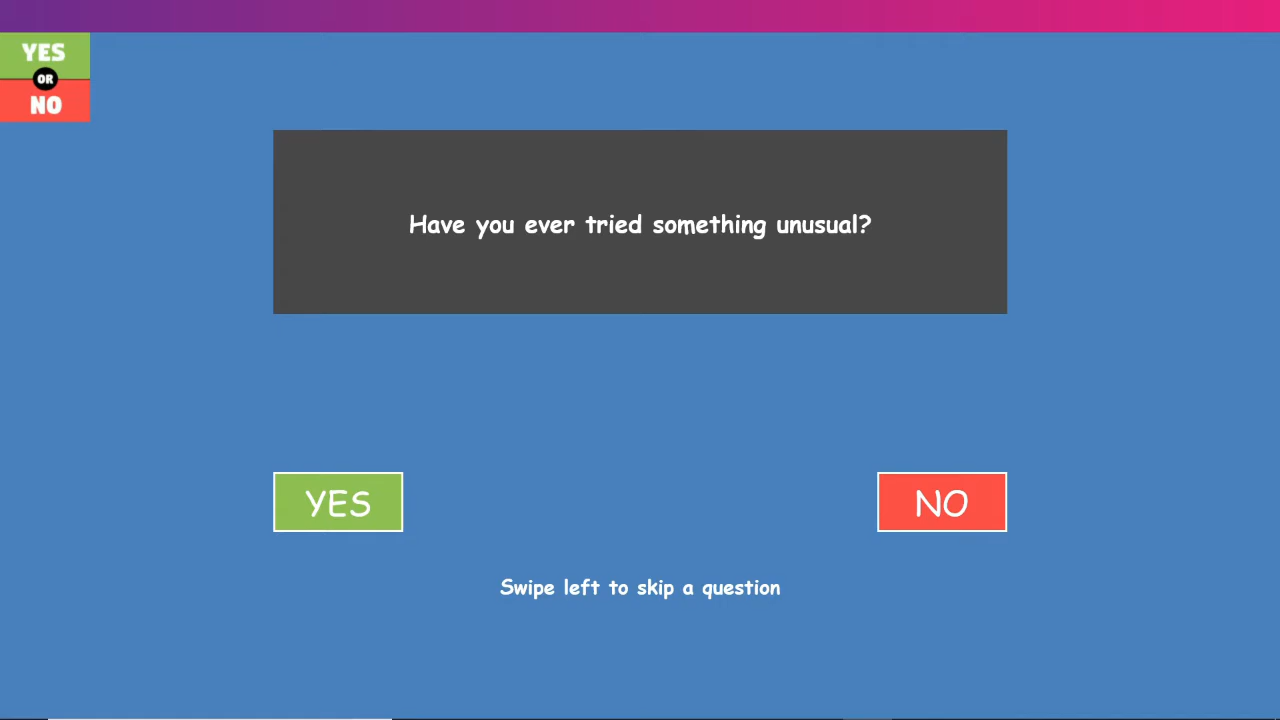 YES
OR
NO
Have you ever tried something unusual?
YES
NO
Swipe left to skip a question